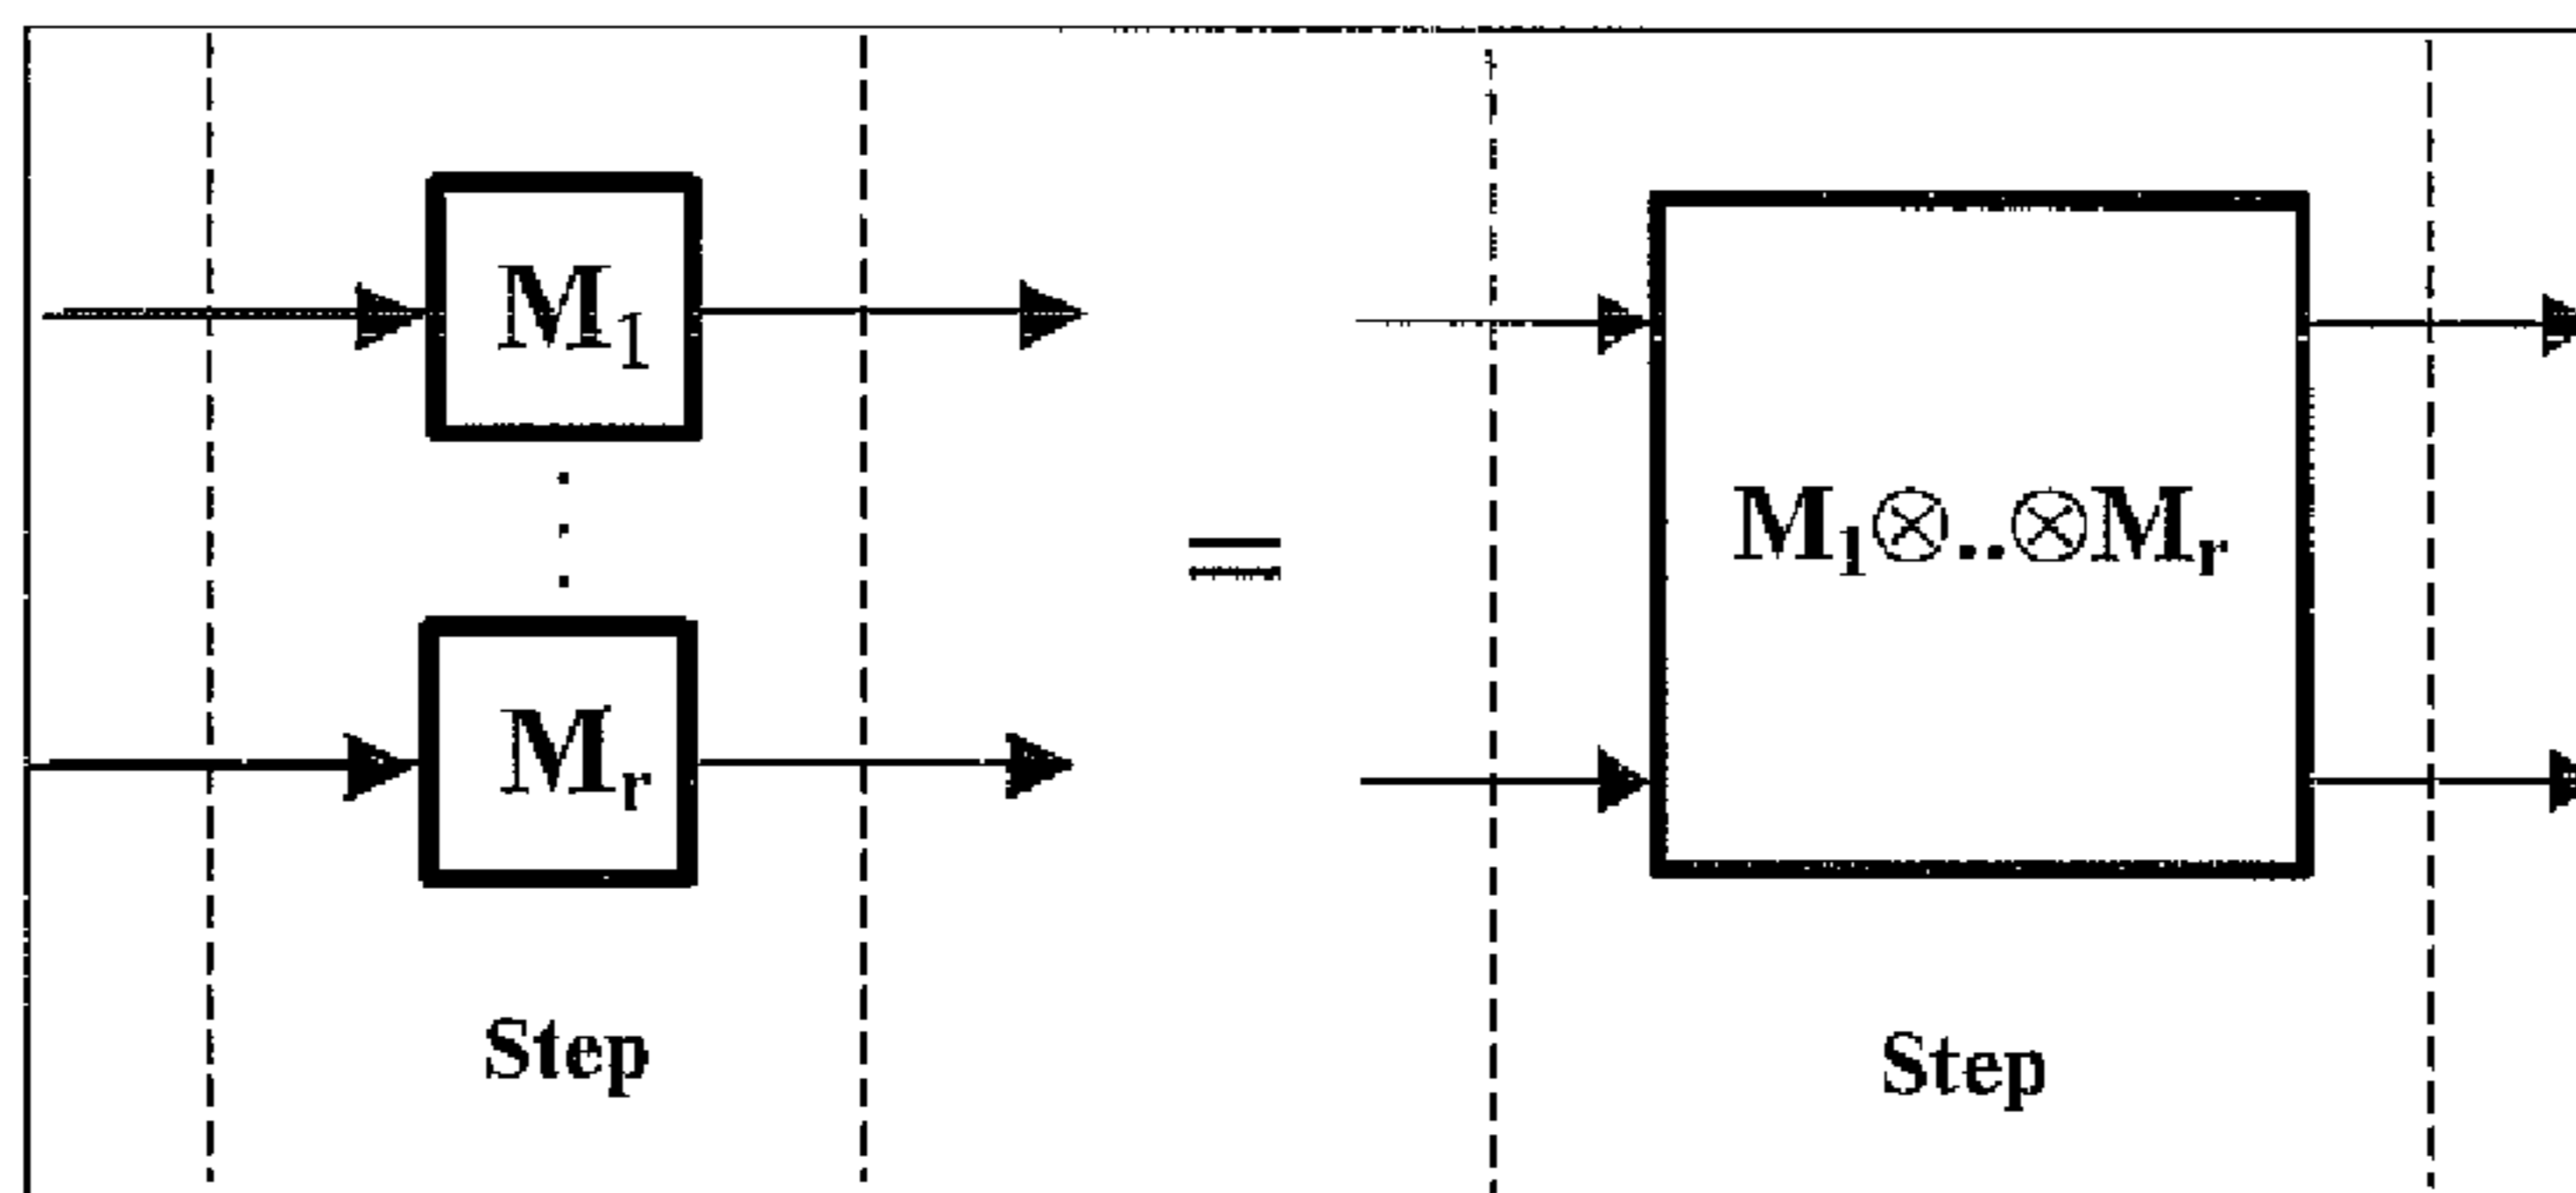 M₁
.
.
.
Mᵣ
=
M₁⊗..⊗Mᵣ
Step
Step